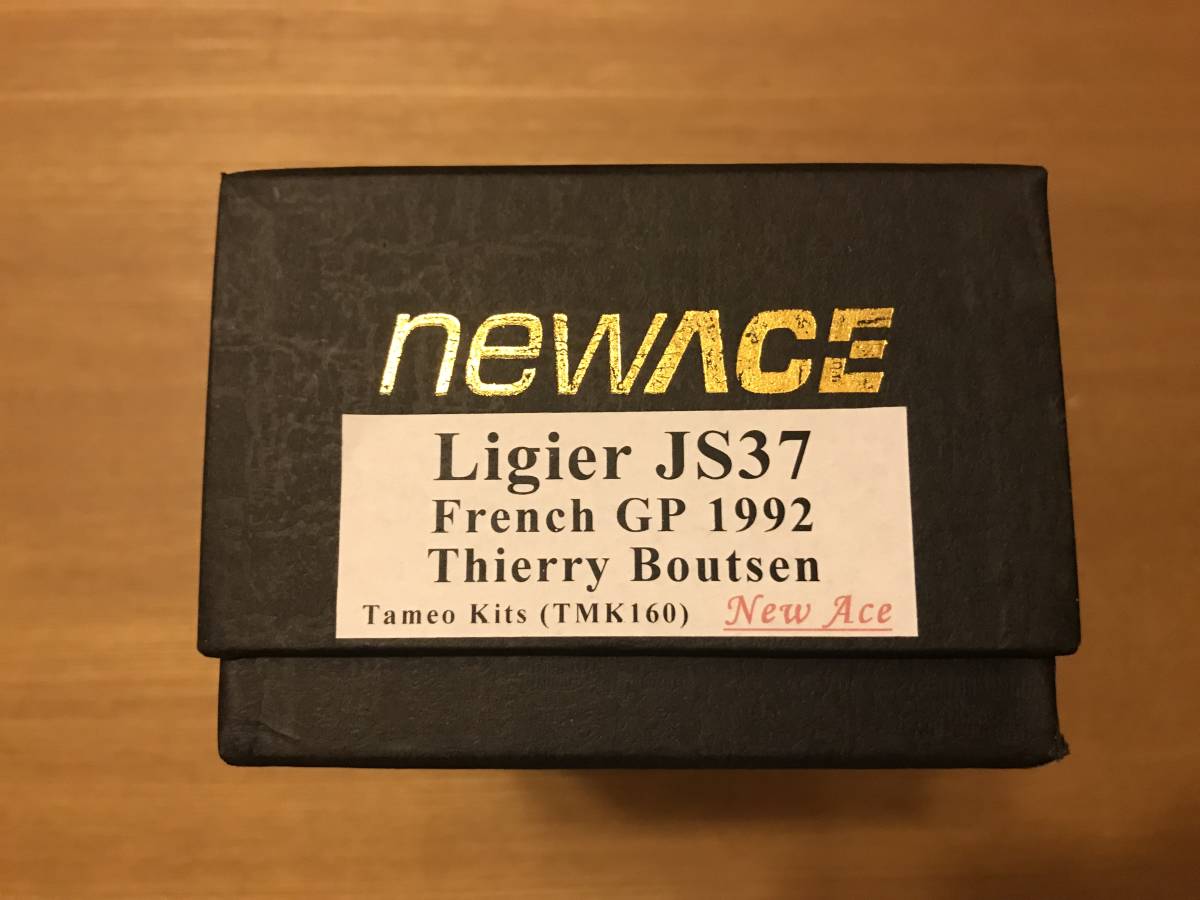 newACE
Ligier JS37
French GP 1992
Thierry Boutsen
Tameo Kits (TMK160) New Ace